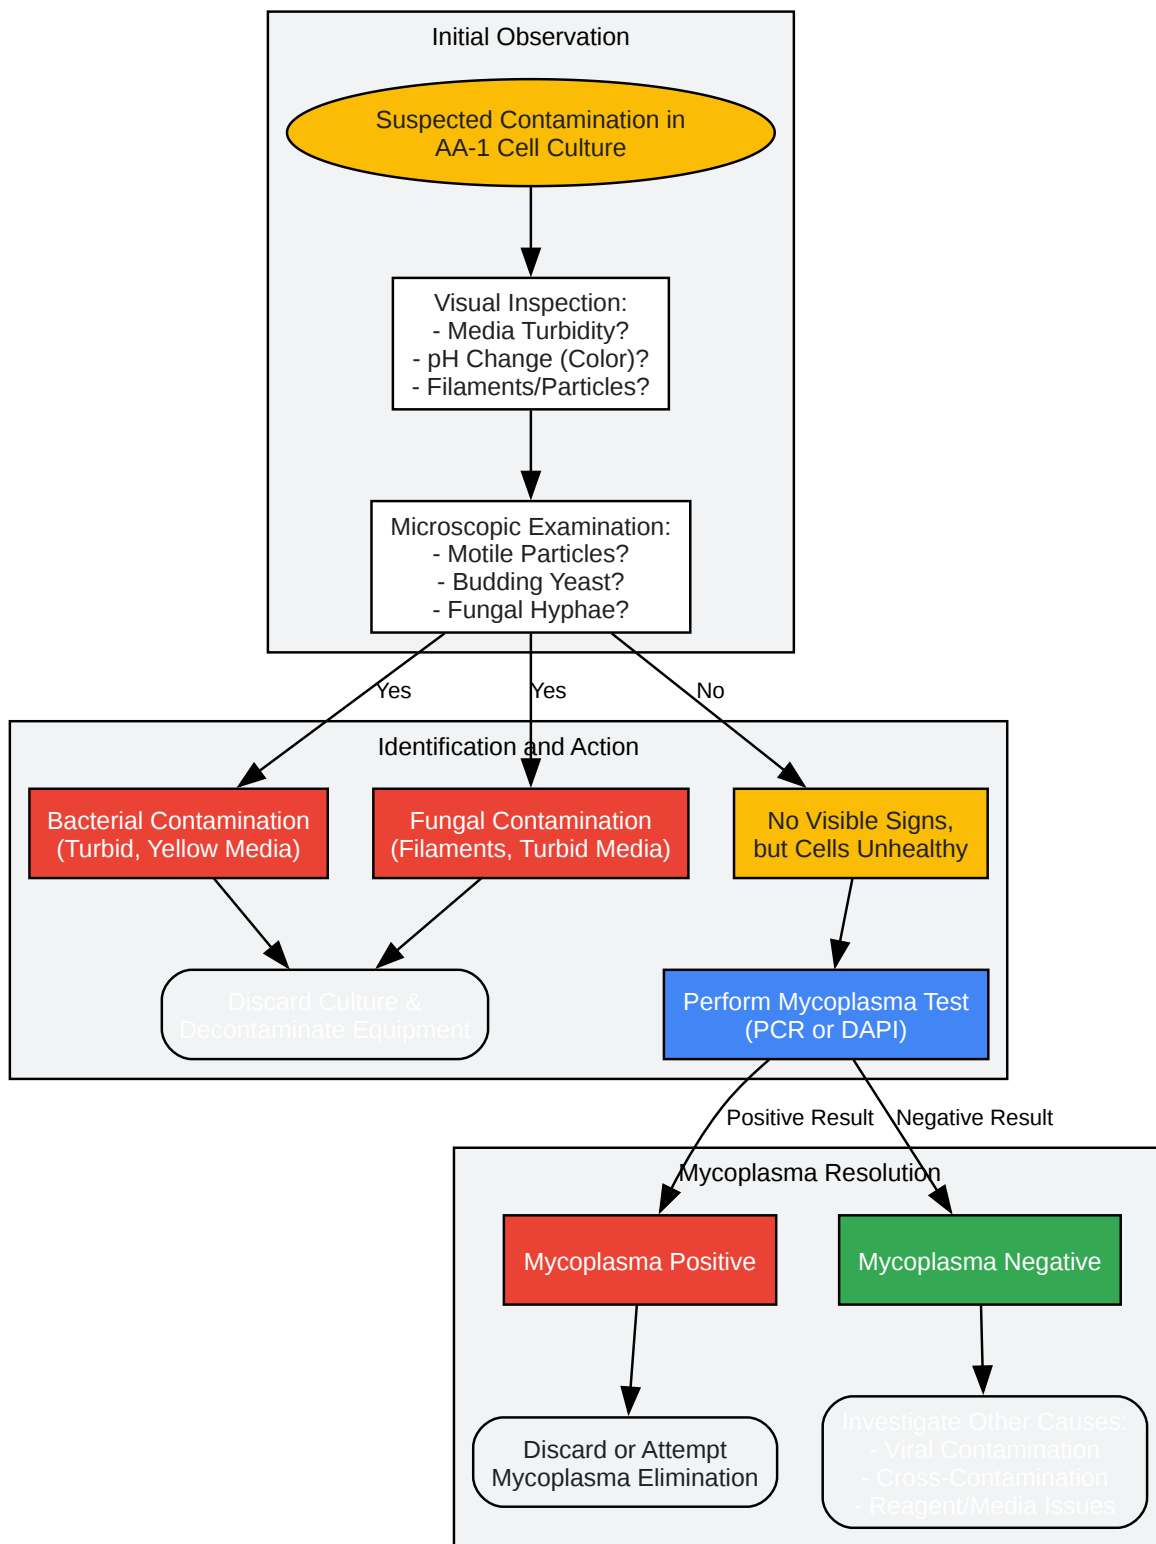 Initial Observation
Suspected Contamination in
AA-1 Cell Culture
Visual Inspection:
- Media Turbidity?
- pH Change (Color)?
- Filaments/Particles?
Microscopic Examination:
- Motile Particles?
- Budding Yeast?
- Fungal Hyphae?
Yes
Yes
No
Identification and Action
Bacterial Contamination
(Turbid, Yellow Media)
Fungal Contamination
(Filaments, Turbid Media)
No Visible Signs,
but Cells Unhealthy
Discard Culture &
Decontaminate Equipment
Perform Mycoplasma Test
(PCR or DAPI)
Positive Result
Negative Result
Mycoplasma Resolution
Mycoplasma Positive
Mycoplasma Negative
Discard or Attempt
Mycoplasma Elimination
Investigate Other Causes:
- Viral Contamination
- Cross-Contamination
- Reagent/Media Issues